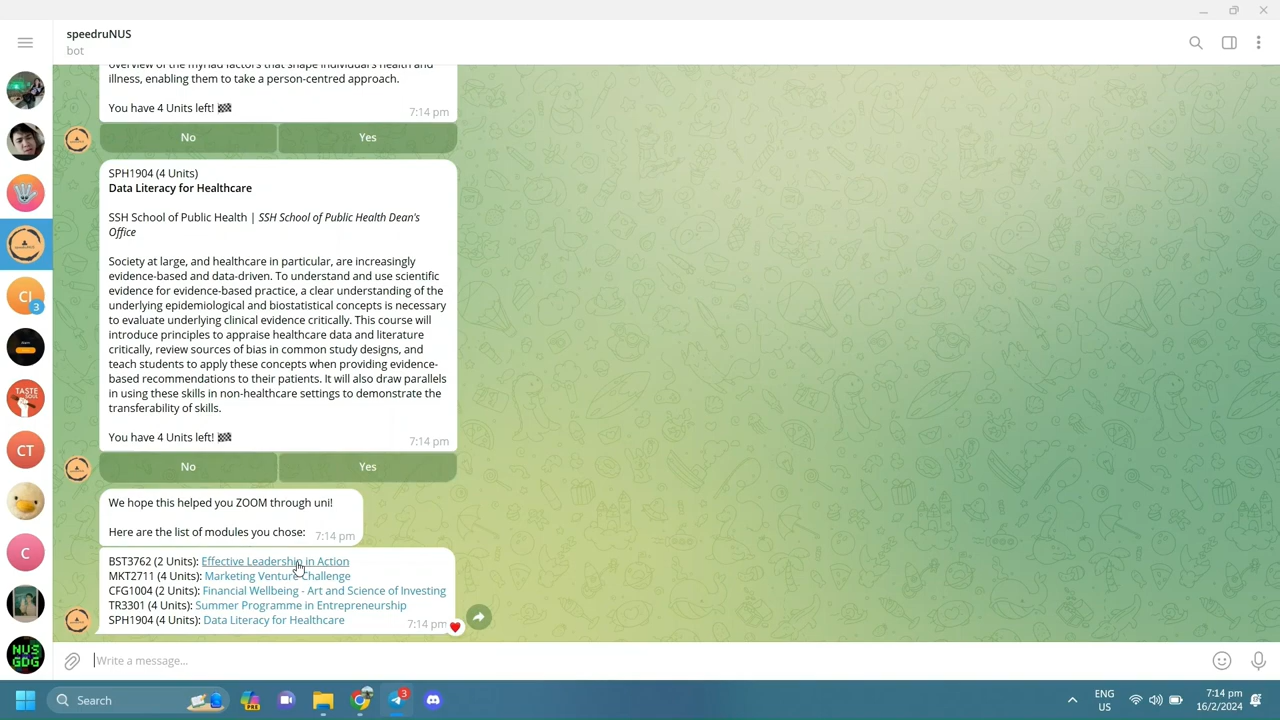 speedruNUS
bot
overview of the myriad factors that shape individual's health and
illness, enabling them to take a person-centred approach.
You have 4 Units left! 🏁
7:14 pm
No
Yes
SPH1904 (4 Units)
Data Literacy for Healthcare
SSH School of Public Health | SSH School of Public Health Dean's
Office
Society at large, and healthcare in particular, are increasingly
evidence-based and data-driven. To understand and use scientific
evidence for evidence-based practice, a clear understanding of the
underlying epidemiological and biostatistical concepts is necessary
to evaluate underlying clinical evidence critically. This course will
introduce principles to appraise healthcare data and literature
critically, review sources of bias in common study designs, and
teach students to apply these concepts when providing evidence-
based recommendations to their patients. It will also draw parallels
in using these skills in non-healthcare settings to demonstrate the
transferability of skills.
You have 4 Units left! 🏁
7:14 pm
No
Yes
We hope this helped you ZOOM through uni!
Here are the list of modules you chose:
7:14 pm
BST3762 (2 Units): Effective Leadership in Action
MKT2711 (4 Units): Marketing Venture Challenge
CFG1004 (2 Units): Financial Wellbeing - Art and Science of Investing
TR3301 (4 Units): Summer Programme in Entrepreneurship
SPH1904 (4 Units): Data Literacy for Healthcare
7:14 pm
CI
3
TASTE
SOUL
CT
C
NUS
GDG
Write a message...
Search
PRE
3
ENG
US
7:14 pm
16/2/2024